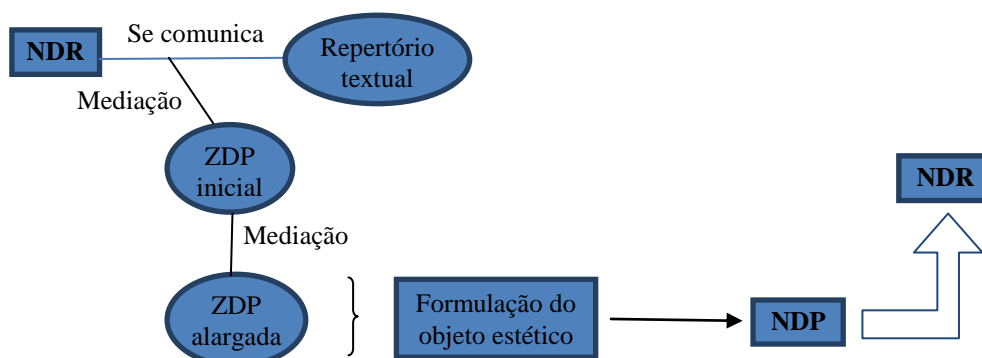 Se comunica
NDR
Repertório
textual
Mediação
ZDP
inicial
NDR
Mediação
ZDP
alargada
Formulação do
objeto estético
NDP